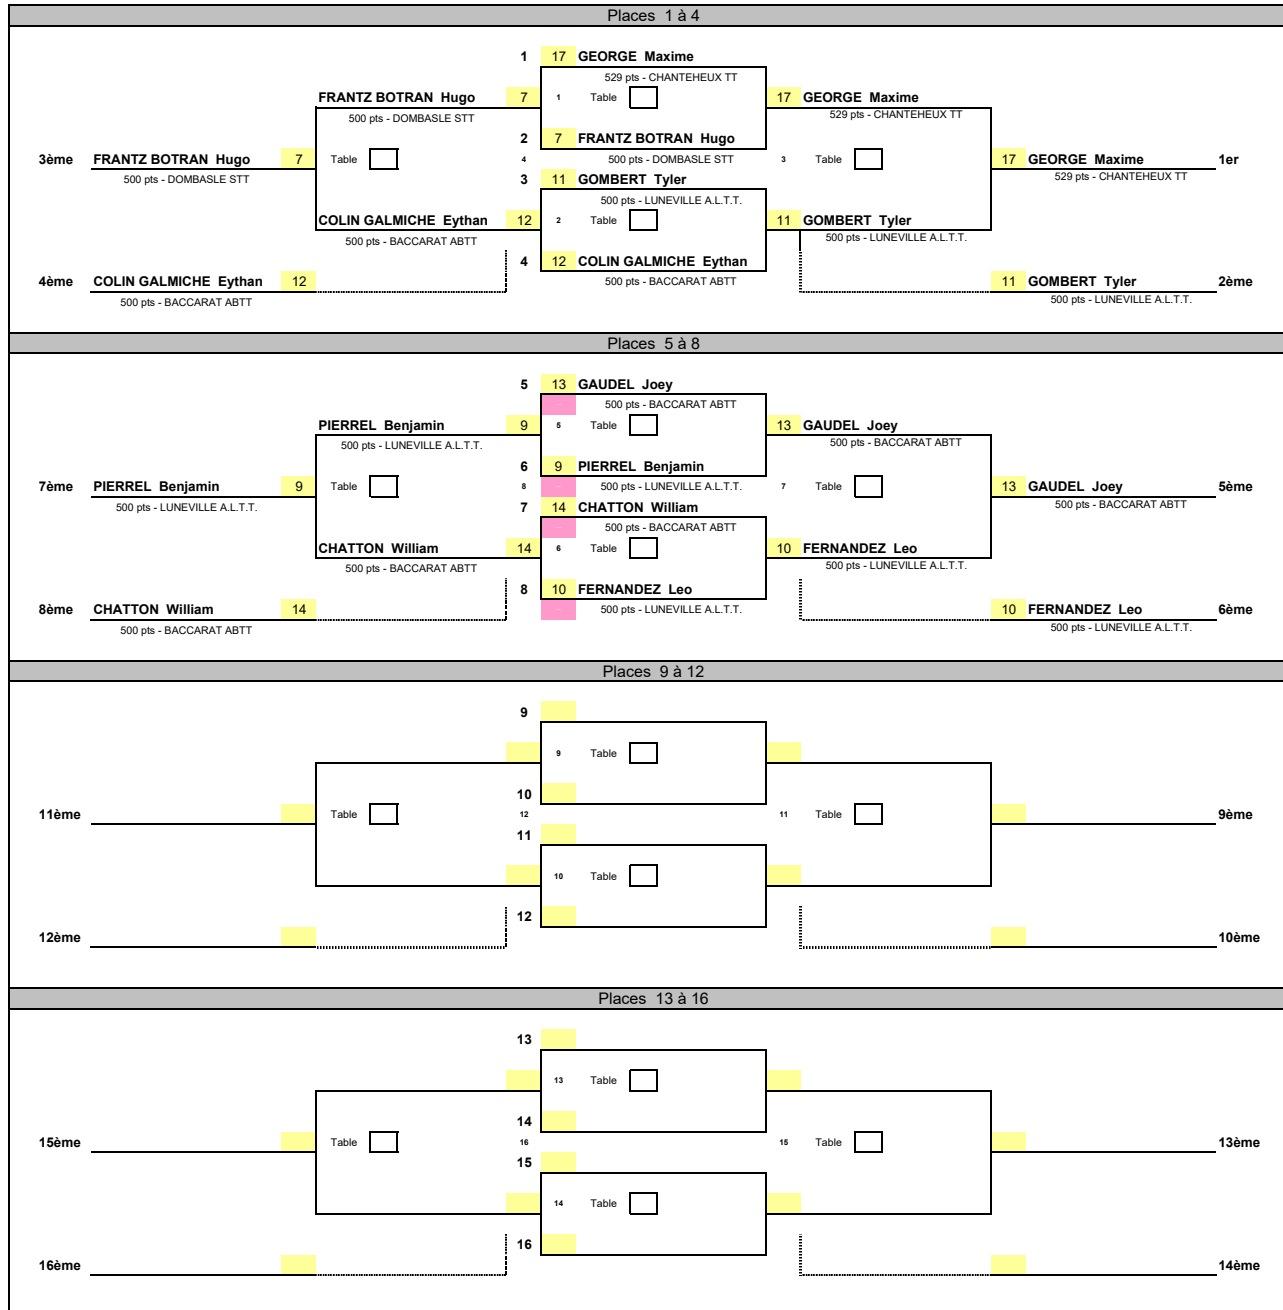 Places 1 à 4
1 17 GEORGE Maxime
529 pts - CHANTEHEUX TT
FRANTZ BOTRAN Hugo 7 1 Table 17 GEORGE Maxime
500 pts - DOMBASLE STT 529 pts - CHANTEHEUX TT
2 7 FRANTZ BOTRAN Hugo
3ème FRANTZ BOTRAN Hugo 7 Table 4 500 pts - DOMBASLE STT 3 Table 17 GEORGE Maxime 1er
500 pts - DOMBASLE STT 3 11 GOMBERT Tyler 529 pts - CHANTEHEUX TT
500 pts - LUNEVILLE A.L.T.T.
COLIN GALMICHE Eythan 12 2 Table 11 GOMBERT Tyler
500 pts - BACCARAT ABTT 500 pts - LUNEVILLE A.L.T.T.
4 12 COLIN GALMICHE Eythan
4ème COLIN GALMICHE Eythan 12 500 pts - BACCARAT ABTT 11 GOMBERT Tyler 2ème
500 pts - BACCARAT ABTT 500 pts - LUNEVILLE A.L.T.T.
Places 5 à 8
5 13 GAUDEL Joey
500 pts - BACCARAT ABTT
PIERREL Benjamin 9 5 Table 13 GAUDEL Joey
500 pts - LUNEVILLE A.L.T.T. 500 pts - BACCARAT ABTT
6 9 PIERREL Benjamin
7ème PIERREL Benjamin 9 Table 8 500 pts - LUNEVILLE A.L.T.T. 7 Table 13 GAUDEL Joey 5ème
500 pts - LUNEVILLE A.L.T.T. 7 14 CHATTON William 500 pts - BACCARAT ABTT
500 pts - BACCARAT ABTT
CHATTON William 14 6 Table 10 FERNANDEZ Leo
500 pts - BACCARAT ABTT 500 pts - LUNEVILLE A.L.T.T.
8 10 FERNANDEZ Leo
8ème CHATTON William 14 500 pts - LUNEVILLE A.L.T.T. 10 FERNANDEZ Leo 6ème
500 pts - BACCARAT ABTT 500 pts - LUNEVILLE A.L.T.T.
Places 9 à 12
9
9 Table
10
11ème Table 12 11 Table 9ème
11
10 Table
12
12ème 10ème
Places 13 à 16
13
13 Table
14
15ème Table 16 15 Table 13ème
15
14 Table
16
16ème 14ème